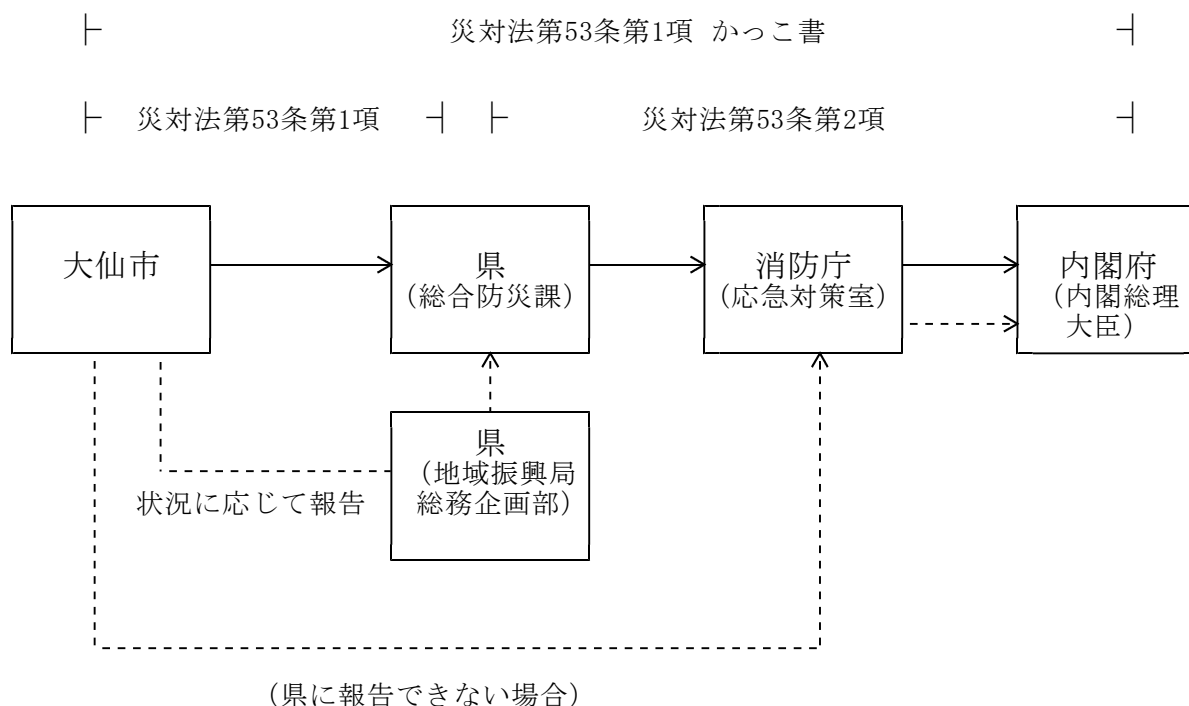 災対法第53条第1項 かっこ書
災対法第53条第1項
災対法第53条第2項
大仙市
県
(総合防災課)
消防庁
(応急対策室)
内閣府
(内閣総理
大臣)
県
(地域振興局
総務企画部)
状況に応じて報告
(県に報告できない場合)